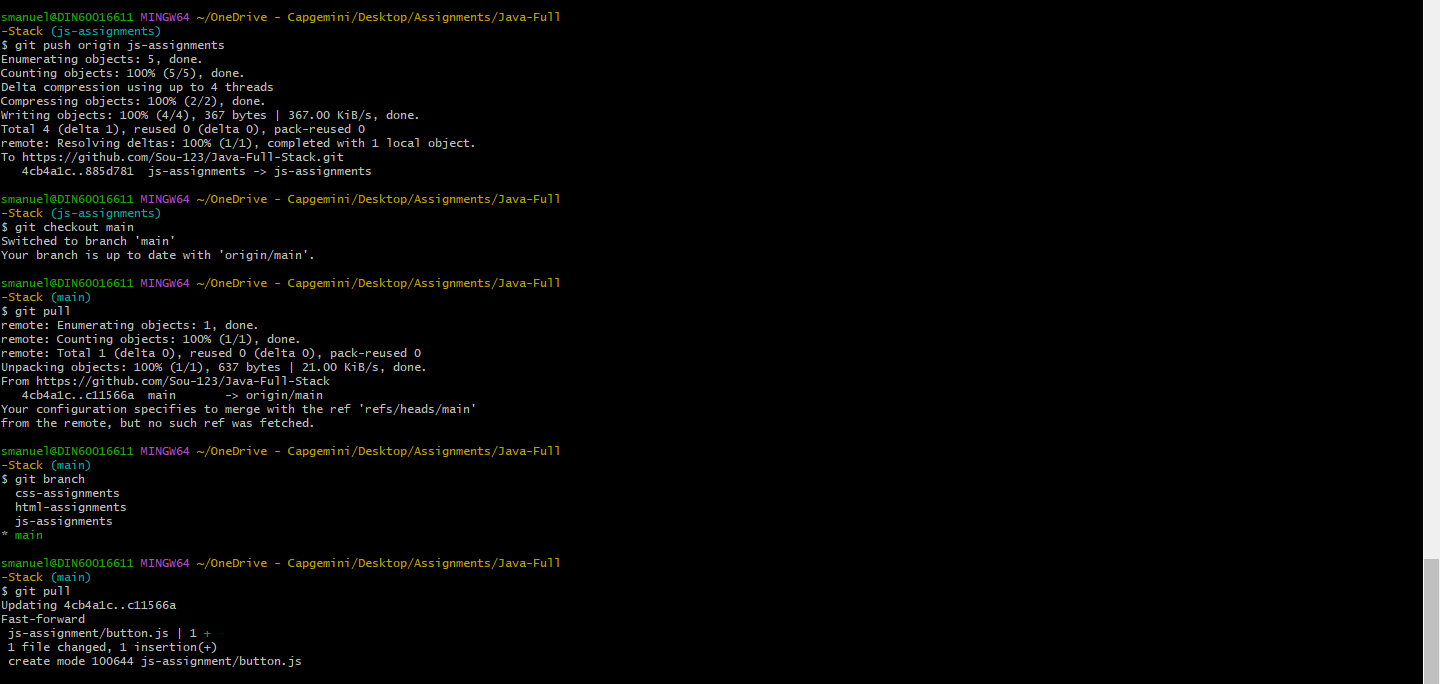 smanuel@DIN60016611 MINGW64 ~/OneDrive - Capgemini/Desktop/Assignments/Java-Full
-Stack (js-assignments)
$ git push origin js-assignments
Enumerating objects: 5, done.
Counting objects: 100% (5/5), done.
Delta compression using up to 4 threads
Compressing objects: 100% (2/2), done.
Writing objects: 100% (4/4), 367 bytes | 367.00 KiB/s, done.
Total 4 (delta 1), reused 0 (delta 0), pack-reused 0
remote: Resolving deltas: 100% (1/1), completed with 1 local object.
To https://github.com/Sou-123/Java-Full-Stack.git
   4cb4a1c..885d781  js-assignments -> js-assignments

smanuel@DIN60016611 MINGW64 ~/OneDrive - Capgemini/Desktop/Assignments/Java-Full
-Stack (js-assignments)
$ git checkout main
Switched to branch 'main'
Your branch is up to date with 'origin/main'.

smanuel@DIN60016611 MINGW64 ~/OneDrive - Capgemini/Desktop/Assignments/Java-Full
-Stack (main)
$ git pull
remote: Enumerating objects: 1, done.
remote: Counting objects: 100% (1/1), done.
remote: Total 1 (delta 0), reused 0 (delta 0), pack-reused 0
Unpacking objects: 100% (1/1), 637 bytes | 21.00 KiB/s, done.
From https://github.com/Sou-123/Java-Full-Stack
   4cb4a1c..c11566a  main       -> origin/main
Your configuration specifies to merge with the ref 'refs/heads/main'
from the remote, but no such ref was fetched.

smanuel@DIN60016611 MINGW64 ~/OneDrive - Capgemini/Desktop/Assignments/Java-Full
-Stack (main)
$ git branch
  css-assignments
  html-assignments
  js-assignments
* main

smanuel@DIN60016611 MINGW64 ~/OneDrive - Capgemini/Desktop/Assignments/Java-Full
-Stack (main)
$ git pull
Updating 4cb4a1c..c11566a
Fast-forward
 js-assignment/button.js | 1 +
 1 file changed, 1 insertion(+)
 create mode 100644 js-assignment/button.js